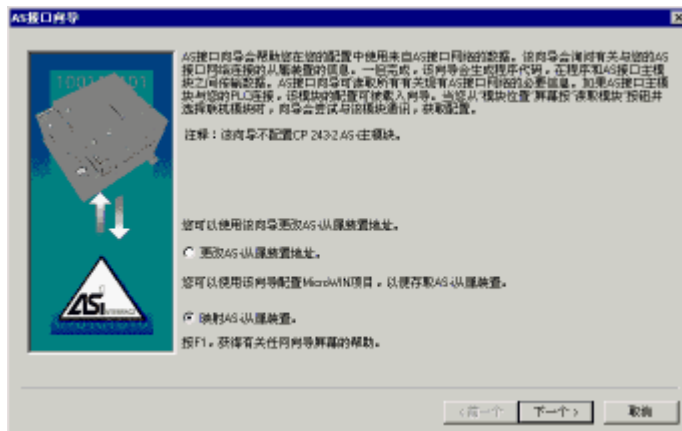 AS接口向导
AS接口向导会帮助您在您的配置中使用来自AS接口网络的数据。该向导会询问有关与您的AS
接口网络连接的从属装置的信息。一旦完成，该向导会生成程序代码，在程序和AS接口主模
块之间传输数据。AS接口向导可读取所有有关现有AS接口网络的必要信息。如果AS接口主模
块与您的PLC连接，该模块的配置可被载入向导。当您从"模块位置"屏幕按"读取模块"按钮并
选择联机模块时，向导会尝试与该模块通讯，获取配置。
注释：该向导不配置CP 243-2 AS-i主模块。
您可以使用该向导更改AS-i从属装置地址。
更改AS-i从属装置地址。
您可以使用该向导配置MicroWIN项目，以便存取AS-i从属装置。
映射AS-i从属装置。
按F1，获得有关任何向导屏幕的帮助。
ASi
INTERFACE
<前一个
下一个>
取消